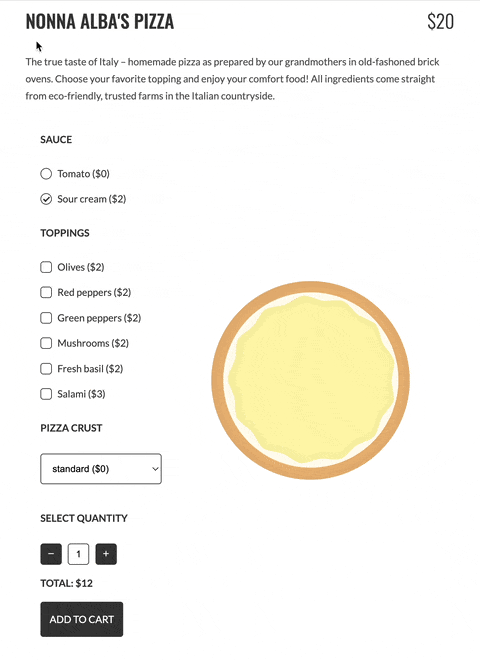 NONNA ALBA'S PIZZA
$20
The true taste of Italy – homemade pizza as prepared by our grandmothers in old-fashoned brick
ovens. Choose your favorite topping and enjoy your comfort food! All ingredients come straight
from eco-friendly, trusted farms in the Italian countryside.
SAUCE
Tomato ($0)
Sour cream ($2)
TOPPINGS
Olives ($2)
Red peppers ($2)
Green peppers ($2)
Mushrooms ($2)
Fresh basil ($2)
Salami ($3)
PIZZA CRUST
standard ($0)
SELECT QUANTITY
− 1 +
TOTAL: $12
ADD TO CART